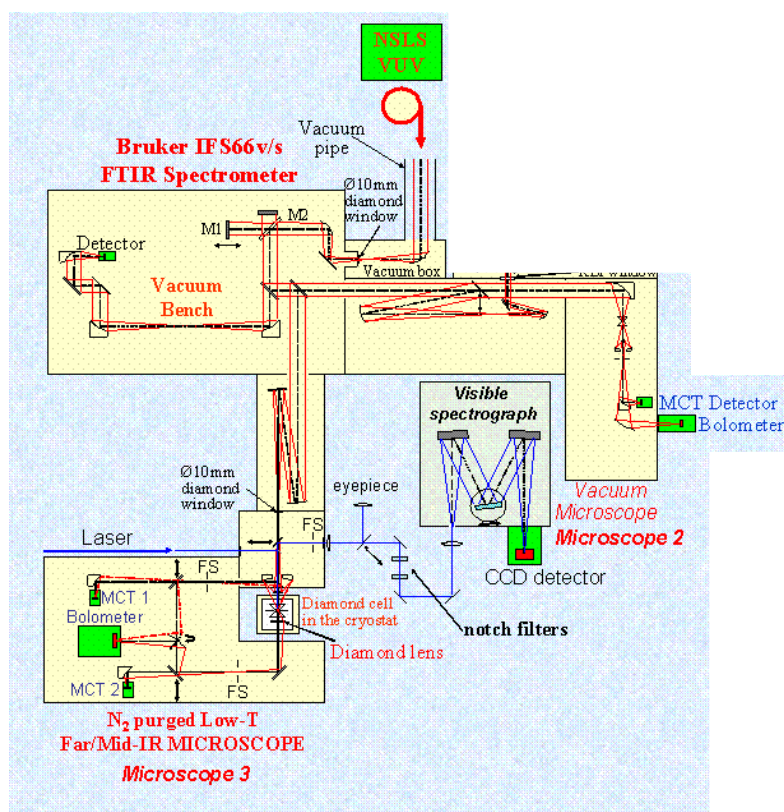 NSLS
VUV
Vacuum
pipe
Bruker IFS66v/s
FTIR Spectrometer
Ø10mm
diamond
window
M1
M2
Detector
Vacuum
Bench
Vacuum box
window
Visible
spectrograph
MCT Detector
Bolometer
Ø10mm
diamond
window
eyepiece
Vacuum
Microscope
Microscope 2
FS
Laser
CCD detector
FS
MCT 1
Bolometer
Diamond cell
in the cryostat
notch filters
Diamond lens
MCT 2
FS
N₂ purged Low-T
Far/Mid-IR MICROSCOPE
Microscope 3